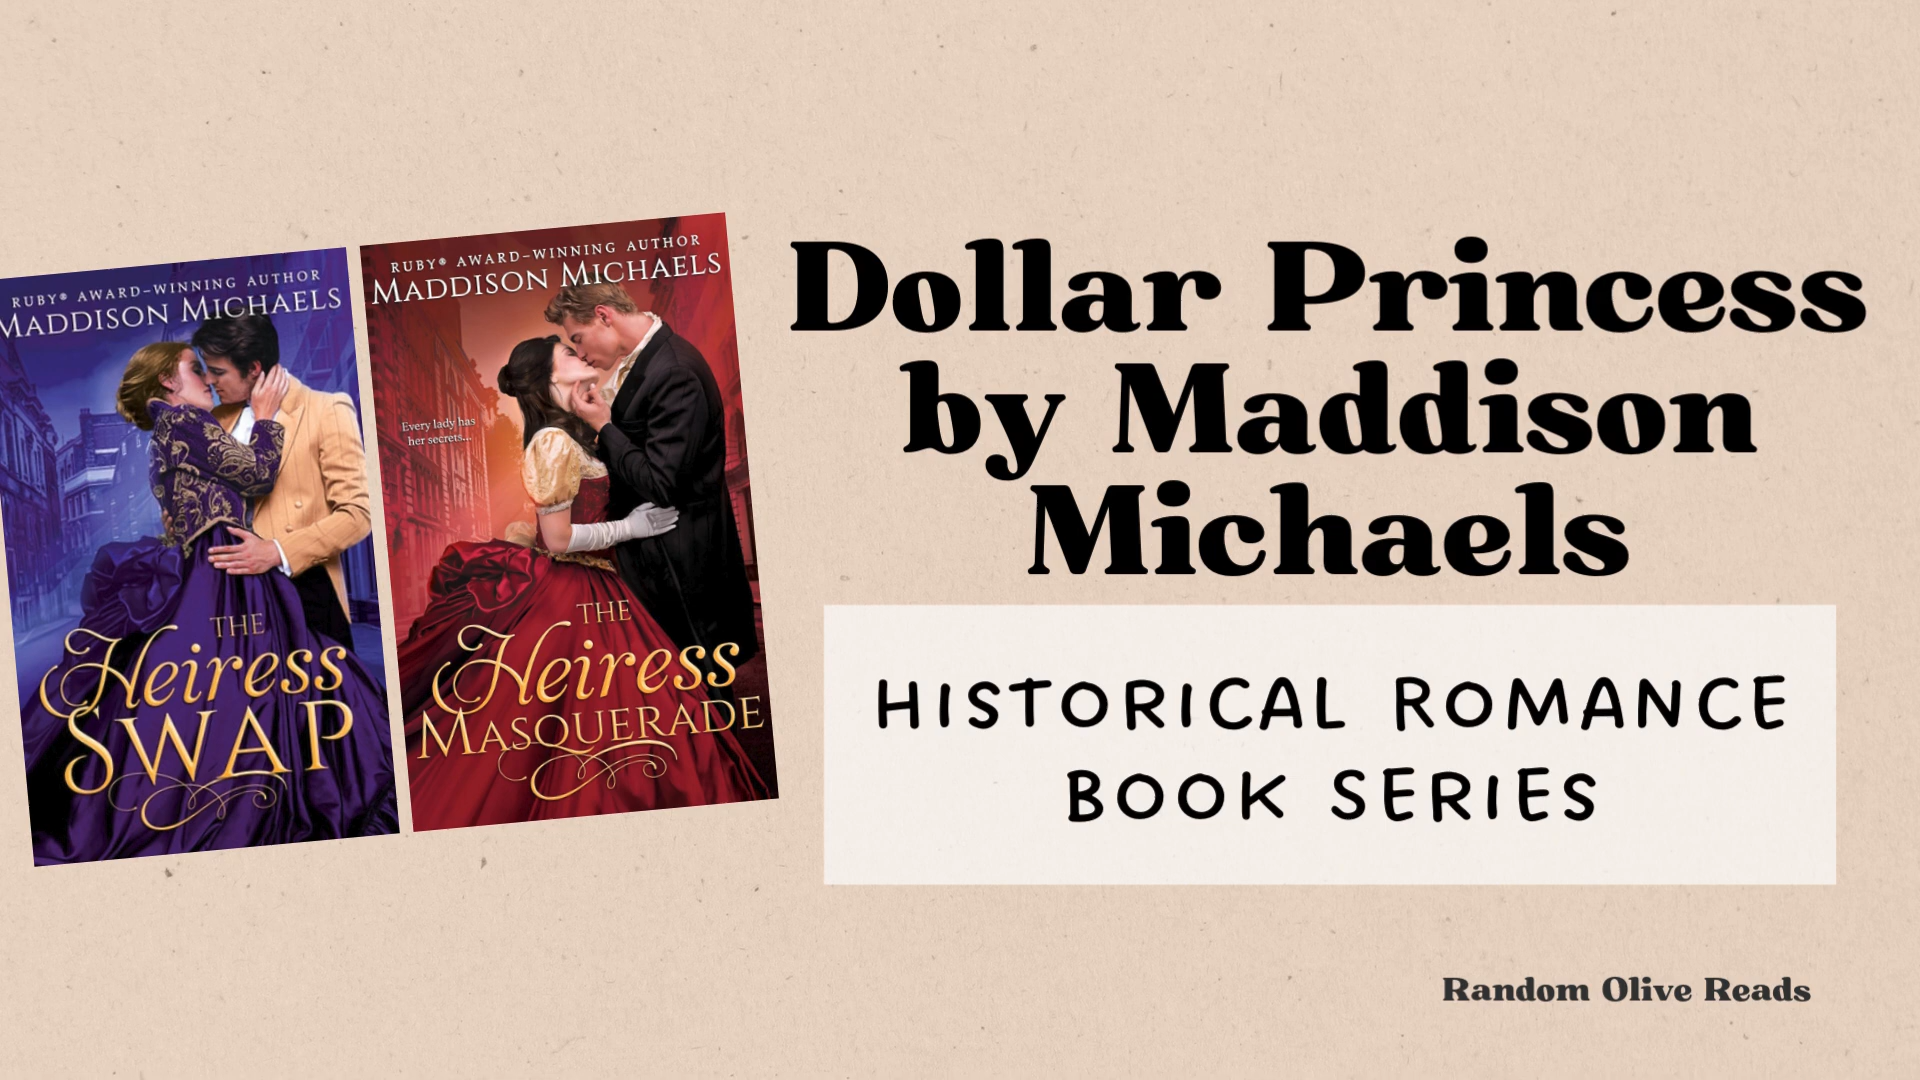 RUBY® AWARD-WINNING AUTHOR
MADDISON MICHAELS
THE
Heiress
SWAP
RUBY® AWARD-WINNING AUTHOR
MADDISON MICHAELS
Every lady has
her secrets...
THE
Heiress
MASQUERADE
Dollar Princess
by Maddison
Michaels
HISTORICAL ROMANCE
BOOK SERIES
Random Olive Reads